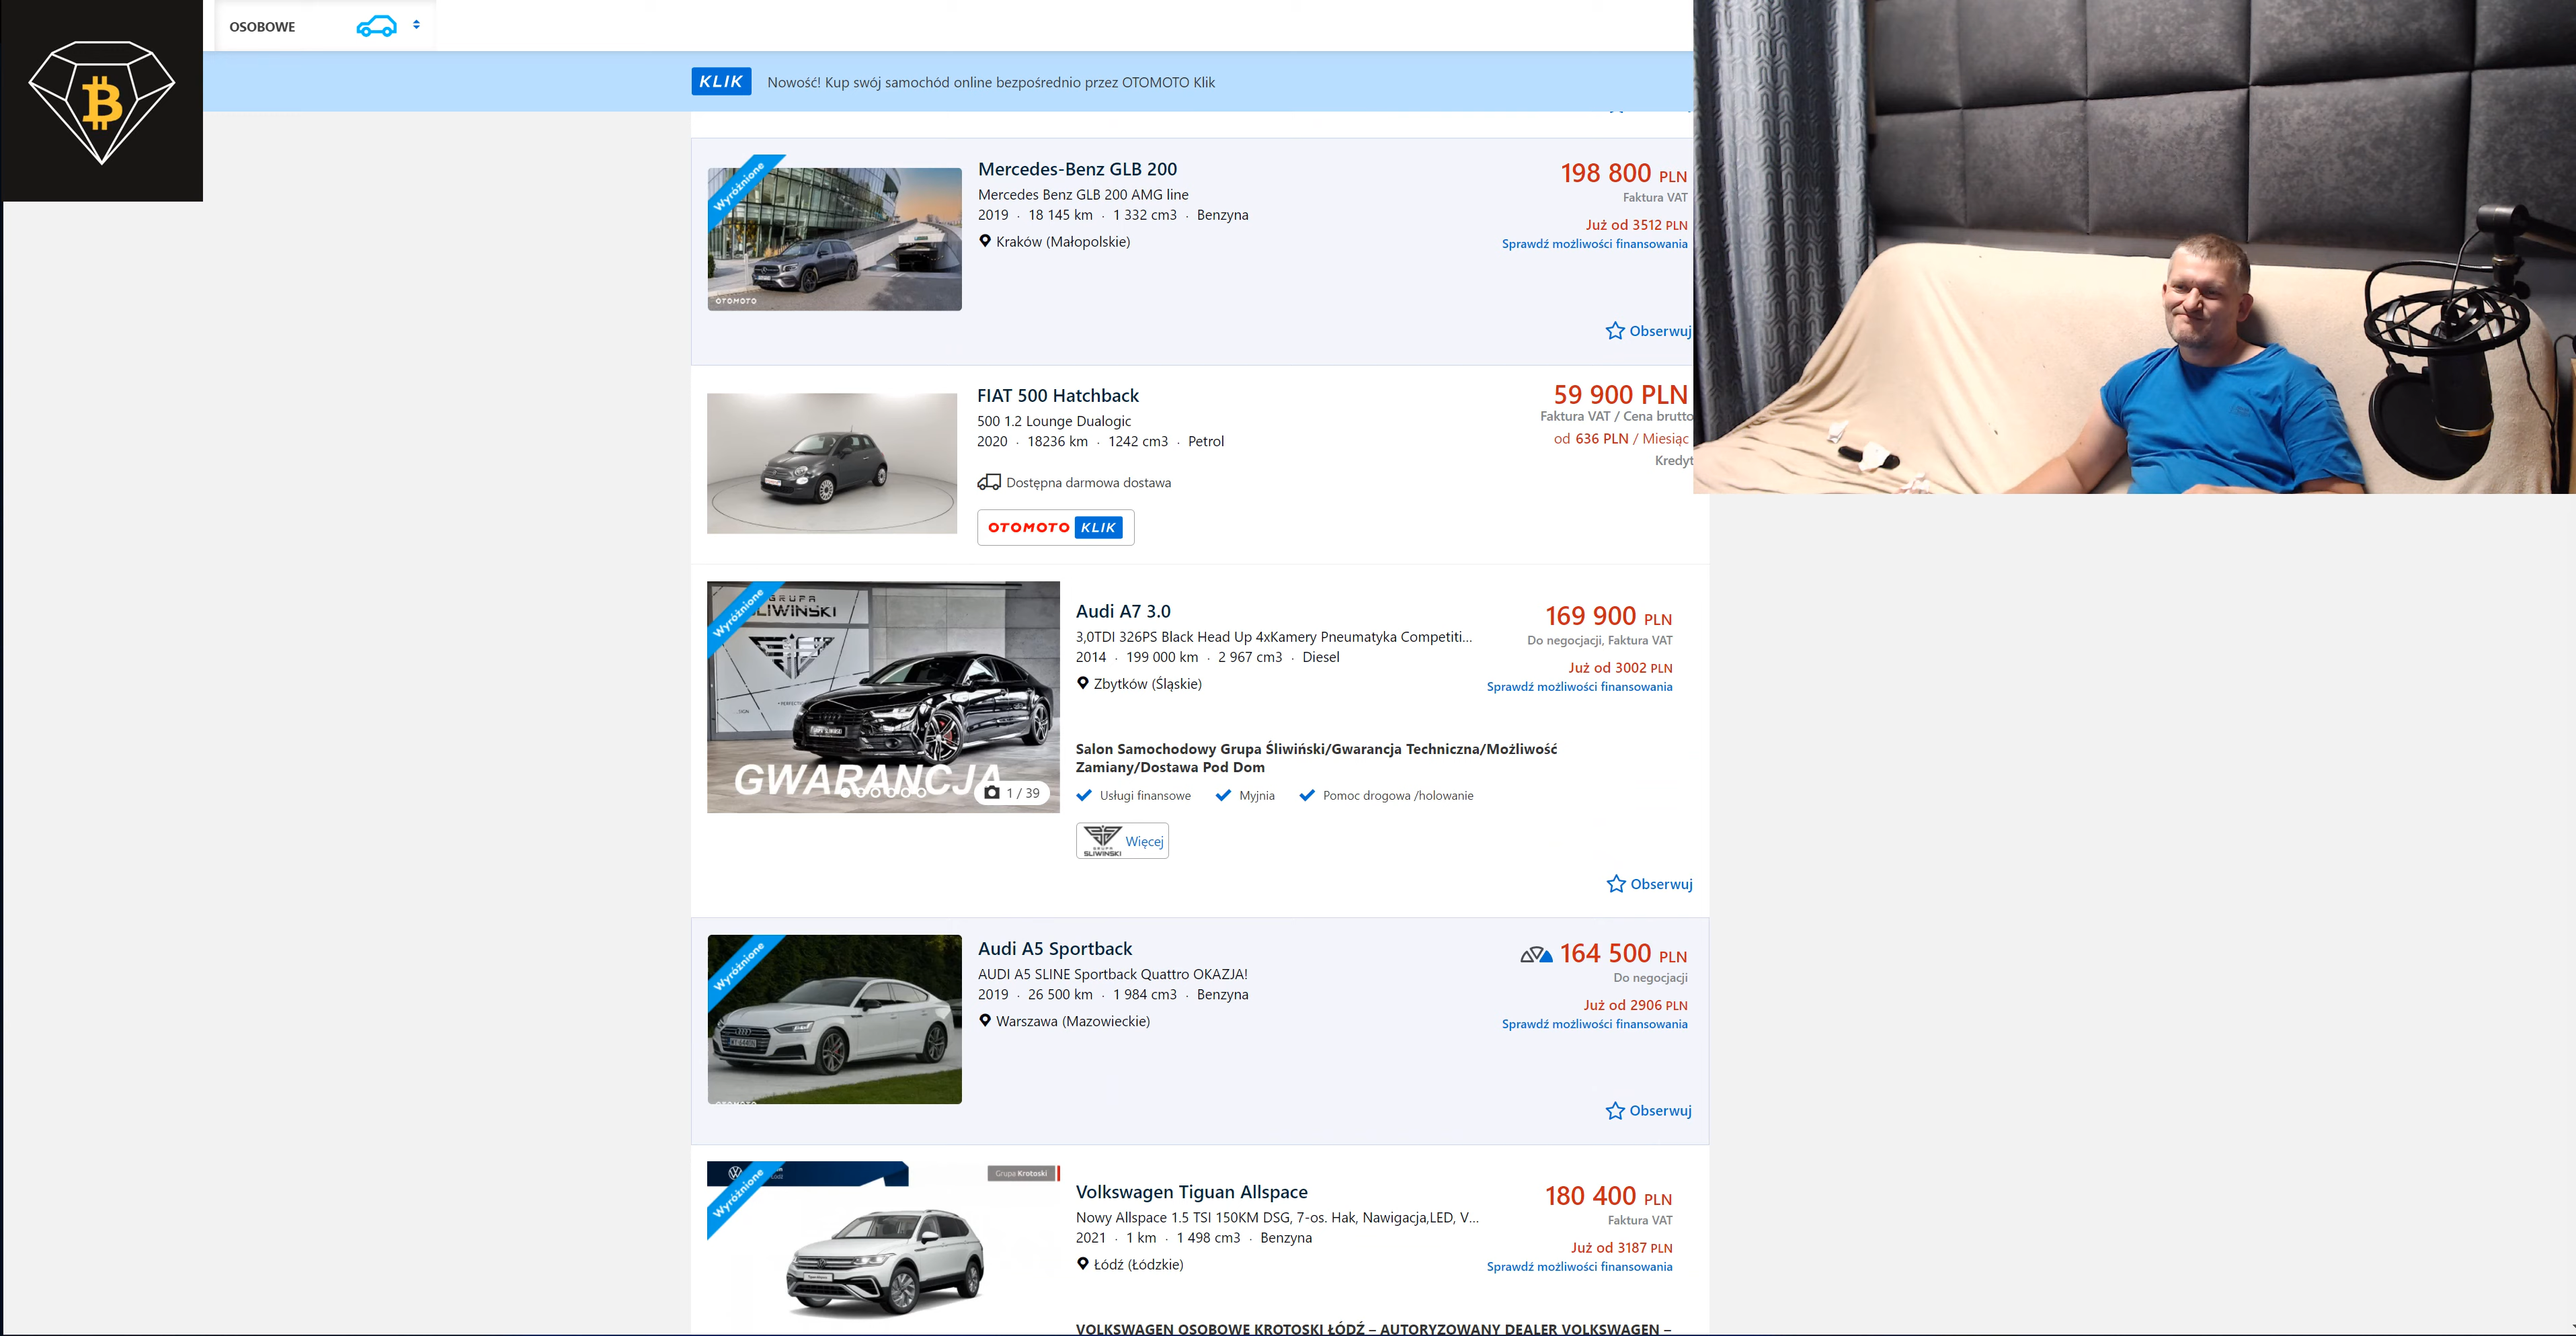 OSOBOWE
KLIK Nowość! Kup swój samochód online bezpośrednio przez OTOMOTO Klik
Wyróżnione
OTOMOTO
Mercedes-Benz GLB 200
Mercedes Benz GLB 200 AMG line
2019 · 18 145 km · 1 332 cm3 · Benzyna
Kraków (Małopolskie)
198 800 PLN
Faktura VAT
Już od 3512 PLN
Sprawdź możliwości finansowania
Obserwuj
FIAT 500 Hatchback
500 1.2 Lounge Dualogic
2020 · 18236 km · 1242 cm3 · Petrol
Dostępna darmowa dostawa
OTOMOTO KLIK
59 900 PLN
Faktura VAT / Cena brutto
od 636 PLN / Miesiąc
Kredyt
Wyróżnione
GRUPA
SLIWINSKI
GWARANCJA
1 / 39
Audi A7 3.0
3,0TDI 326PS Black Head Up 4xKamery Pneumatyka Competiti...
2014 · 199 000 km · 2 967 cm3 · Diesel
Zbytków (Śląskie)
169 900 PLN
Do negocjacji, Faktura VAT
Już od 3002 PLN
Sprawdź możliwości finansowania
Salon Samochodowy Grupa Śliwiński/Gwarancja Techniczna/Możliwość
Zamiany/Dostawa Pod Dom
Usługi finansowe Myjnia Pomoc drogowa /holowanie
GRUPA
SLIWINSKI
Więcej
Obserwuj
Wyróżnione
Audi A5 Sportback
AUDI A5 SLINE Sportback Quattro OKAZJA!
2019 · 26 500 km · 1 984 cm3 · Benzyna
Warszawa (Mazowieckie)
164 500 PLN
Do negocjacji
Już od 2906 PLN
Sprawdź możliwości finansowania
Obserwuj
Wyróżnione
Grupa Krotoski
Volkswagen Tiguan Allspace
Nowy Allspace 1.5 TSI 150KM DSG, 7-os. Hak, Nawigacja,LED, V...
2021 · 1 km · 1 498 cm3 · Benzyna
Łódź (Łódzkie)
180 400 PLN
Faktura VAT
Już od 3187 PLN
Sprawdź możliwości finansowania
VOLKSWAGEN OSOBOWE KROTOSKI ŁÓDŹ – AUTORYZOWANY DEALER VOLKSWAGEN –